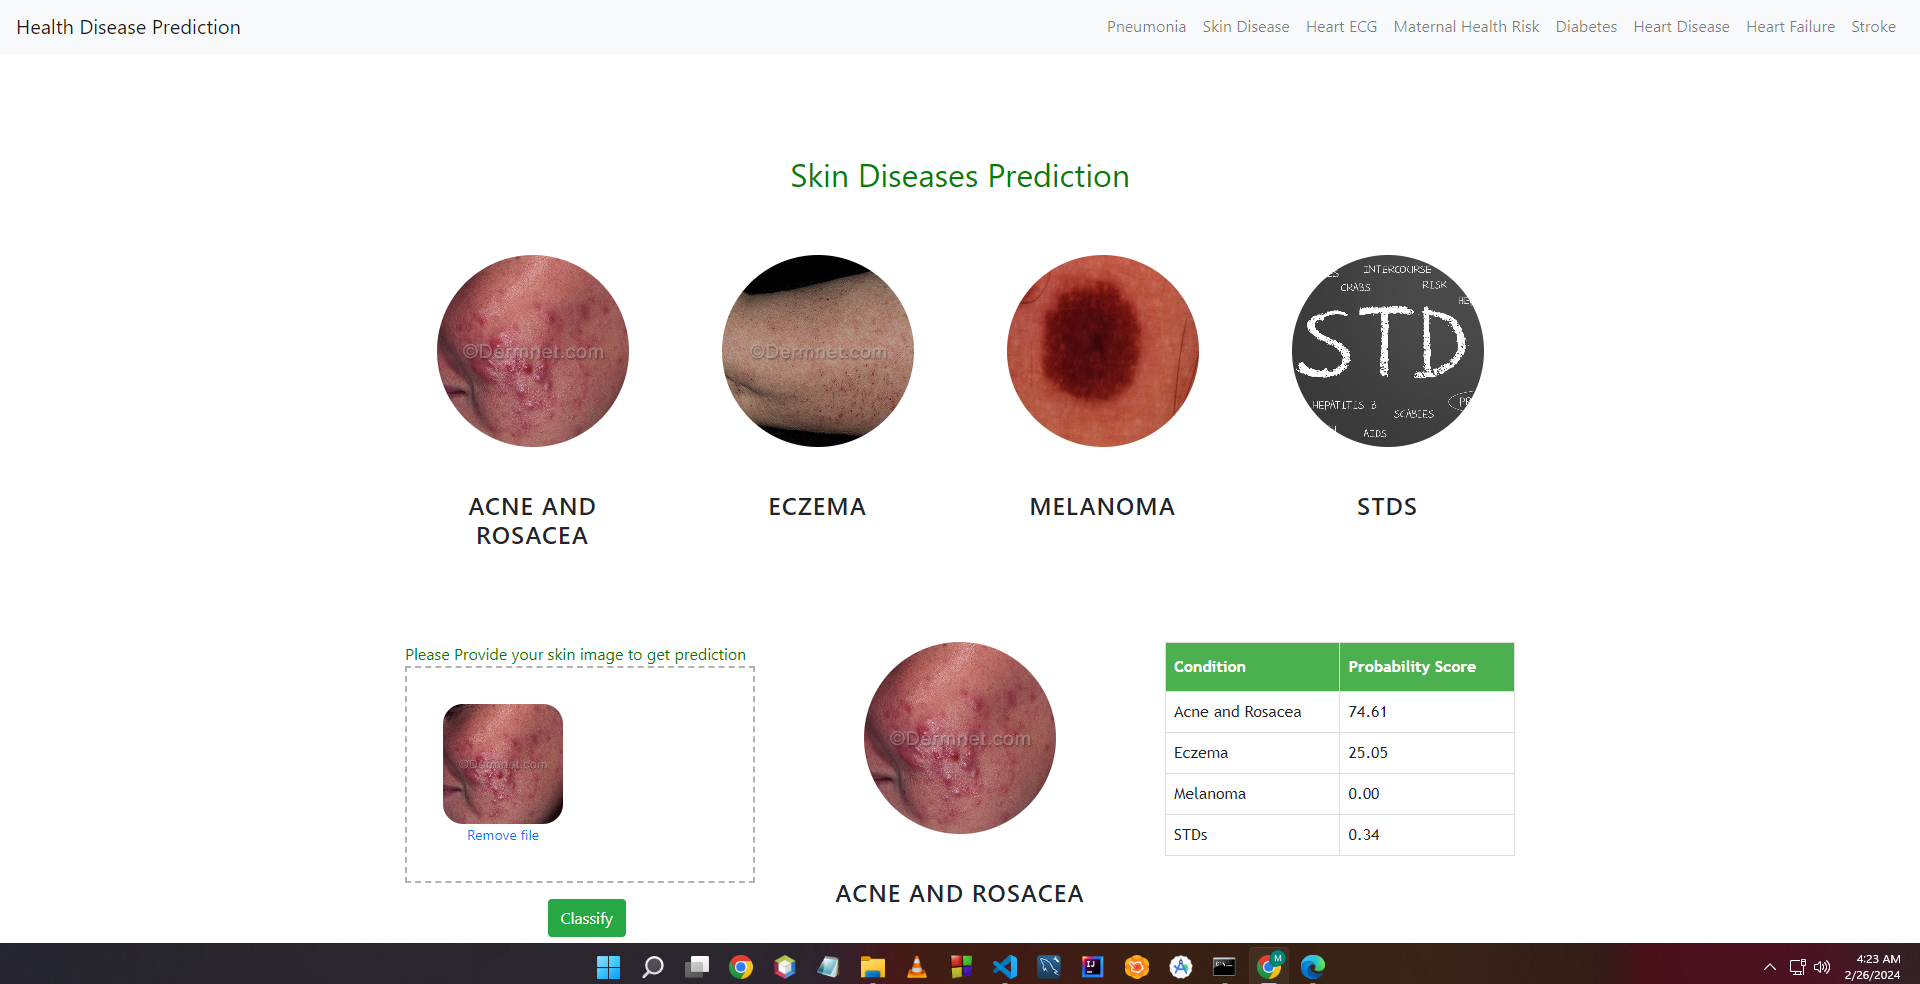 Health Disease Prediction
Pneumonia Skin Disease Heart ECG Maternal Health Risk Diabetes Heart Disease Heart Failure Stroke
Skin Diseases Prediction
©Dermnet.com
©Dermnet.com
INTERCOURSE
CRABS
RISK
STD
HEPATITIS B
SCABIES
AIDS
ACNE AND
ROSACEA
ECZEMA
MELANOMA
STDS
Please Provide your skin image to get prediction
©Dermnet.com
Remove file
Classify
©Dermnet.com
ACNE AND ROSACEA
Condition Probability Score
Acne and Rosacea 74.61
Eczema 25.05
Melanoma 0.00
STDs 0.34
M
4:23 AM
2/26/2024